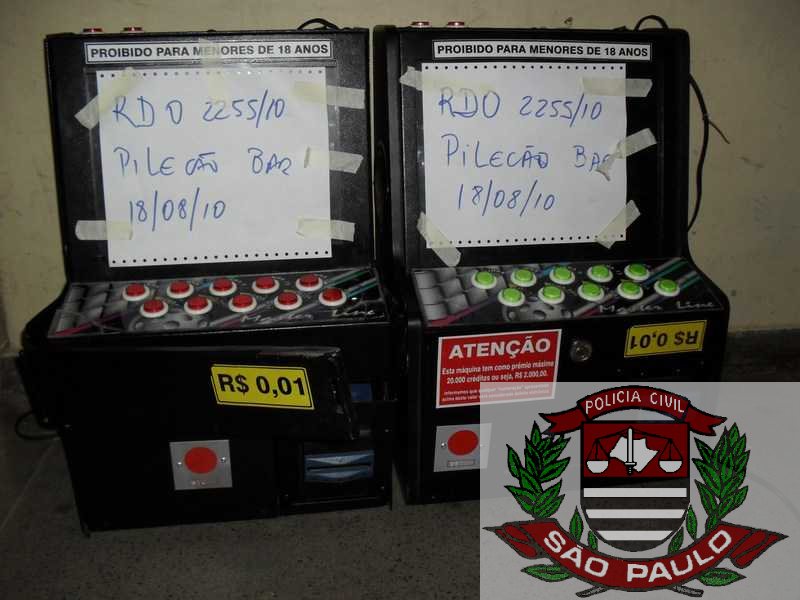 PROIBIDO PARA MENORES DE 18 ANOS
RDO 2255/10
PILECÃO BAR
18/08/10
R$ 0,01
PROIBIDO PARA MENORES DE 18 ANOS
RDO 2255/10
PILECÃO BAR
18/08/10
Master Line
R$ 0,01
ATENÇÃO
Esta máquina tem como prêmio máximo
20.000 créditos ou seja, R$ 2.000,00.
POLICIA CIVIL
SÃO PAULO